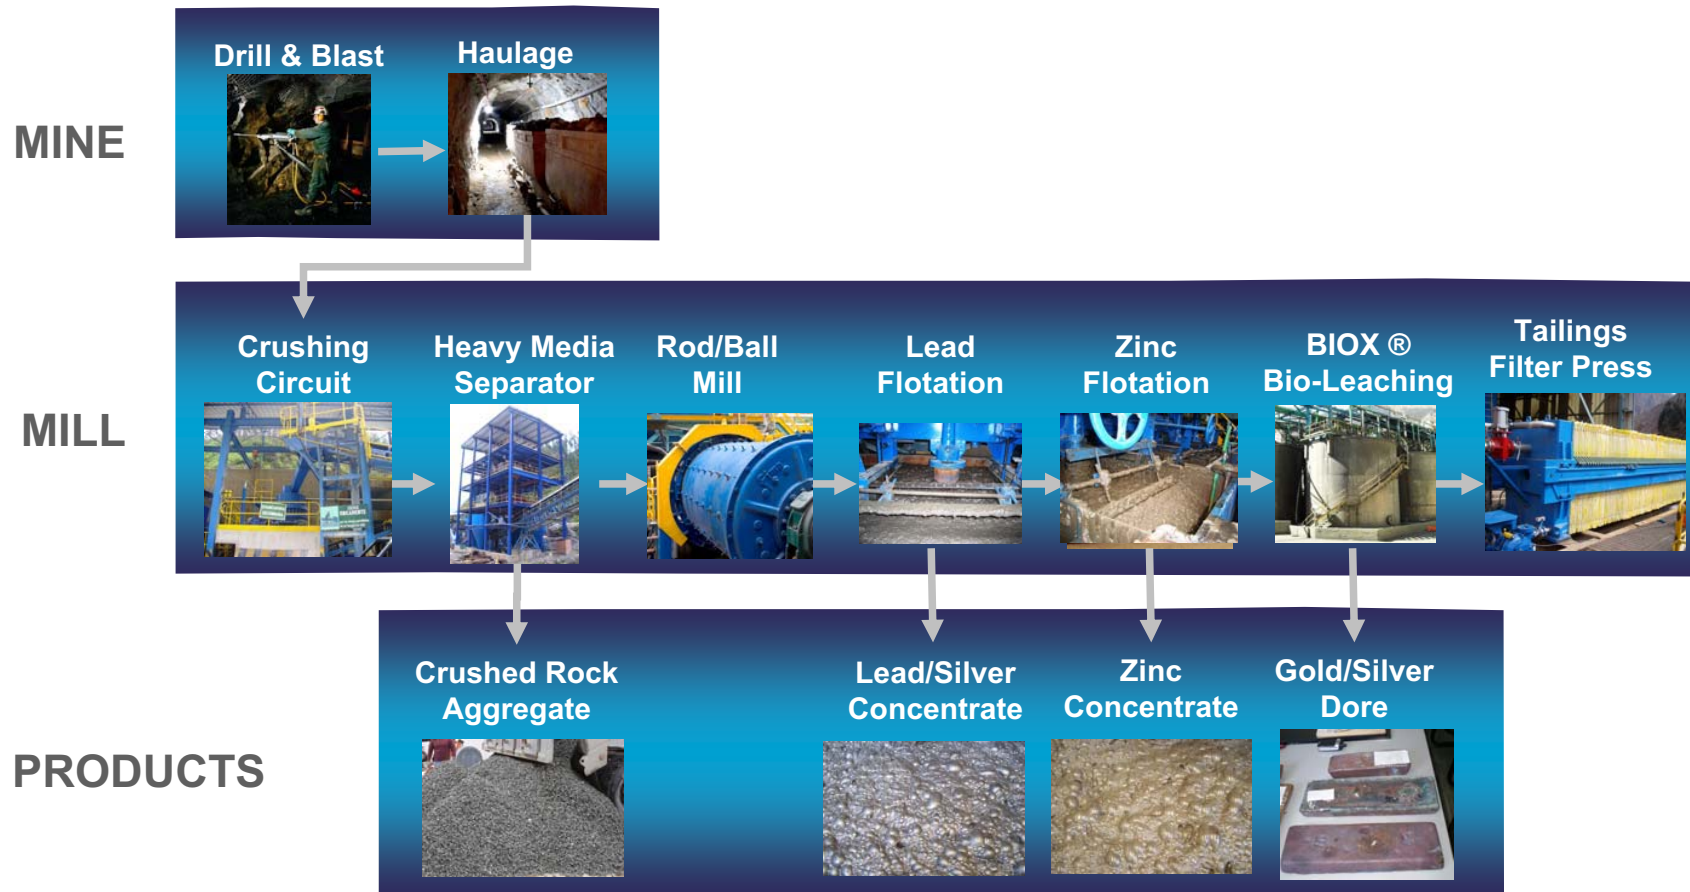 MINE
Drill & Blast
Haulage
MILL
Crushing
Circuit
Heavy Media
Separator
Rod/Ball
Mill
Lead
Flotation
Zinc
Flotation
BIOX ®
Bio-Leaching
Tailings
Filter Press
PRODUCTS
Crushed Rock
Aggregate
Lead/Silver
Concentrate
Zinc
Concentrate
Gold/Silver
Dore